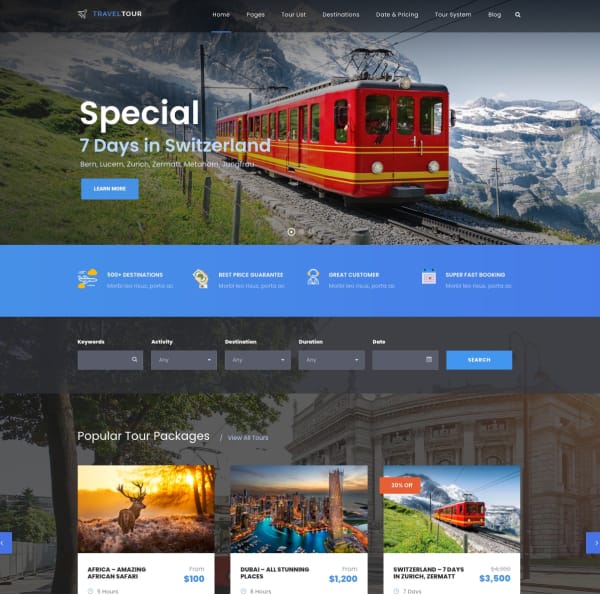 TRAVELTOUR
Home Pages Tour List Destinations Date & Pricing Tour System Blog
Special
7 Days in Switzerland
Bern, Lucern, Zurich, Zermatt, Metahorn, Jungfrau
LEARN MORE
500+ DESTINATIONS
Morbi leo risus, porta ac
BEST PRICE GUARANTEE
Morbi leo risus, porta ac
GREAT CUSTOMER
Morbi leo risus, porta ac
SUPER FAST BOOKING
Morbi leo risus, porta ac
Keywords Activity Destination Duration Date
Any Any Any SEARCH
Popular Tour Packages / View All Tours
20% Off
AFRICA – AMAZING
AFRICAN SAFARI
From
$100
5 Hours
DUBAI – ALL STUNNING
PLACES
From
$1,200
8 Hours
SWITZERLAND – 7 DAYS
IN ZURICH, ZERMATT
$4,900
$3,500
7 Days